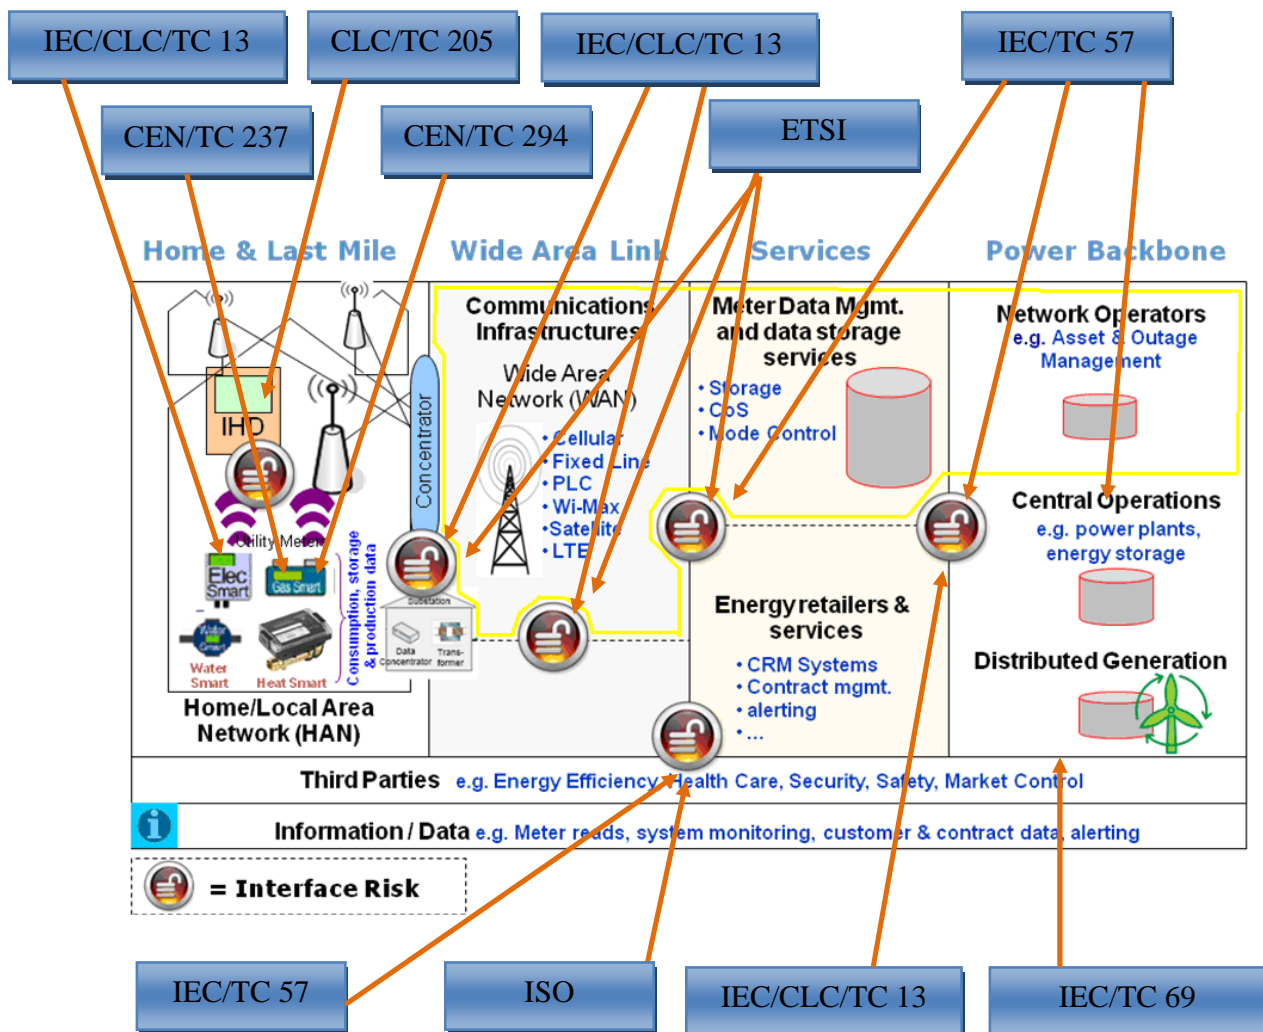 IEC/CLC/TC 13
CLC/TC 205
IEC/CLC/TC 13
IEC/TC 57
CEN/TC 237
CEN/TC 294
ETSI
Home & Last Mile
Wide Area Link
Services
Power Backbone
IHD
Utility Meters
Elec
Smart
Gas Smart
Water
Smart
Water
Smart
Heat Smart
Consumption, storage
& production data
Home/Local Area
Network (HAN)
Concentrator
Substation
Data
Concentrator
Trans-
former
Communications
Infrastructures
Wide Area
Network (WAN)
• Cellular
• Fixed Line
• PLC
• Wi-Max
• Satellite
• LTE
Meter Data Mgmt.
and data storage
services
• Storage
• CoS
• Mode Control
Energy retailers &
services
• CRM Systems
• Contract mgmt.
• alerting
• ...
Network Operators
e.g. Asset & Outage
Management
Central Operations
e.g. power plants,
energy storage
Distributed Generation
Third Parties e.g. Energy Efficiency, Health Care, Security, Safety, Market Control
i
Information / Data e.g. Meter reads, system monitoring, customer & contract data, alerting
= Interface Risk
IEC/TC 57
ISO
IEC/CLC/TC 13
IEC/TC 69